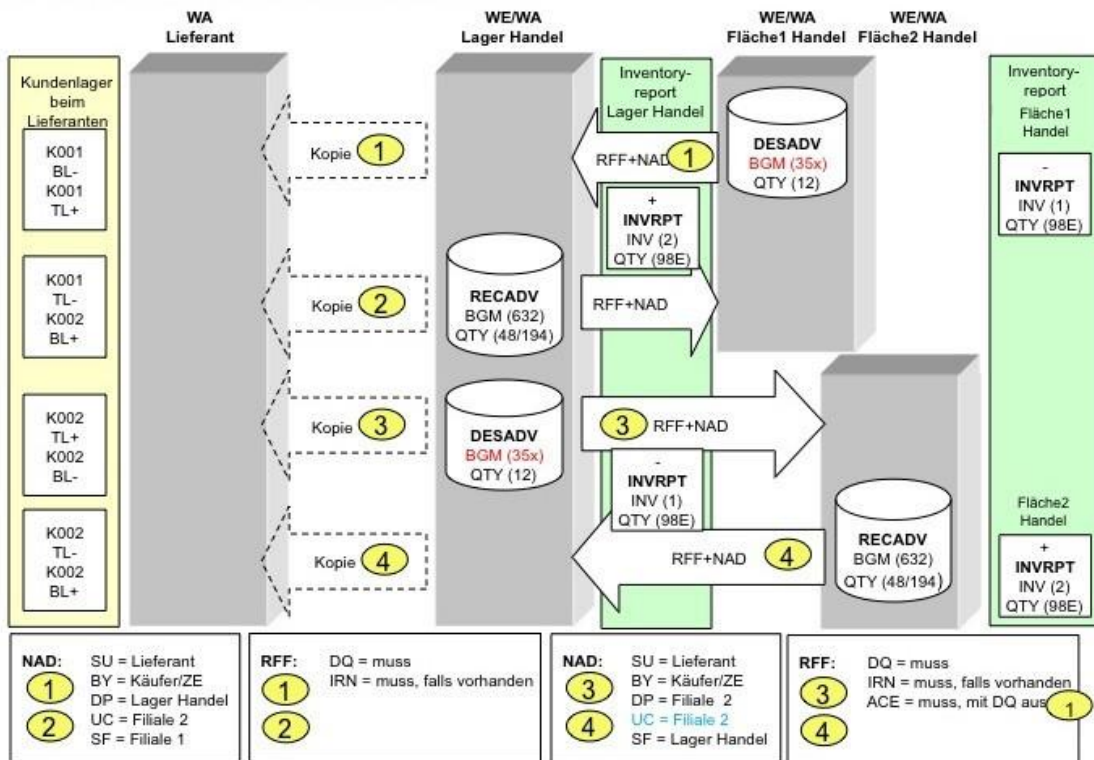 WA
Lieferant
WE/WA
Lager Handel
WE/WA
Fläche1 Handel
WE/WA
Fläche2 Handel
Kundenlager
beim
Lieferanten
K001
BL-
K001
TL+
K001
TL-
K002
BL+
K002
TL+
K002
BL-
K002
TL-
K002
BL+
Kopie 1
Kopie 2
Kopie 3
Kopie 4
RECADV
BGM (632)
QTY (48/194)
DESADV
BGM (35x)
QTY (12)
Inventory-
report
Lager Handel
RFF+NAD 1
+
INVRPT
INV (2)
QTY (98E)
RFF+NAD
3 RFF+NAD
-
INVRPT
INV (1)
QTY (98E)
RFF+NAD 4
DESADV
BGM (35x)
QTY (12)
RECADV
BGM (632)
QTY (48/194)
Inventory-
report
Fläche1
Handel
-
INVRPT
INV (1)
QTY (98E)
Fläche2
Handel
+
INVRPT
INV (2)
QTY (98E)
NAD: SU = Lieferant
1 BY = Käufer/ZE
DP = Lager Handel
2 UC = Filiale 2
SF = Filiale 1
RFF: DQ = muss
1 IRN = muss, falls vorhanden
2
NAD: SU = Lieferant
3 BY = Käufer/ZE
DP = Filiale 2
4 UC = Filiale 2
SF = Lager Handel
RFF: DQ = muss
3 IRN = muss, falls vorhanden
ACE = muss, mit DQ aus 1
4